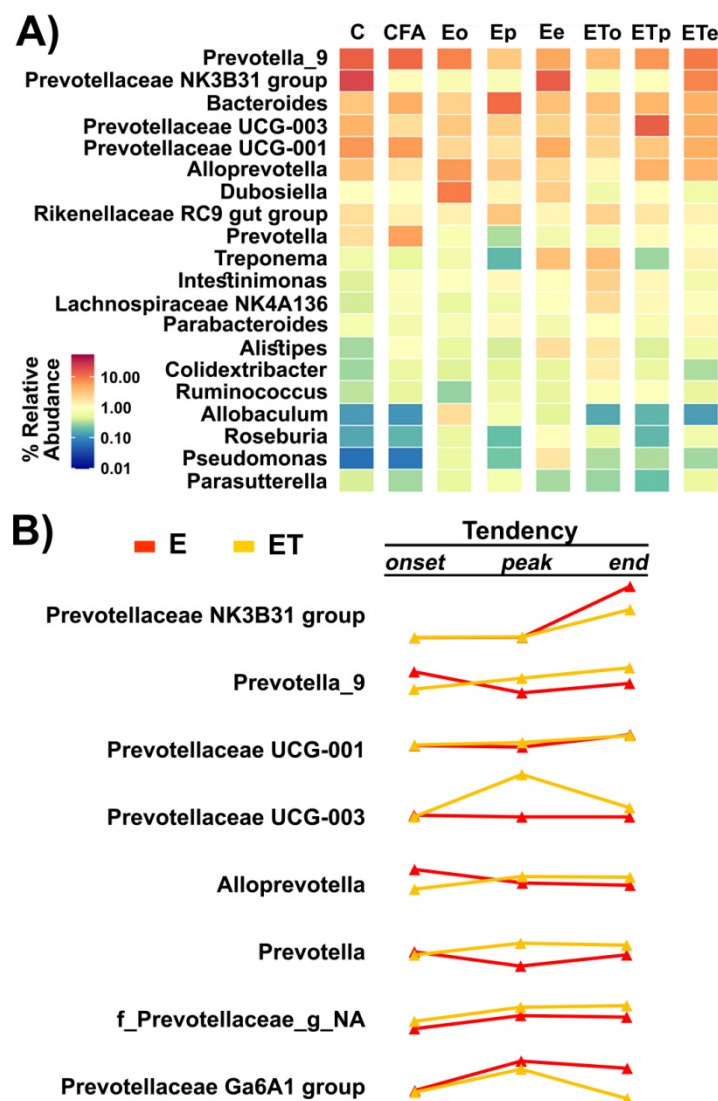 A)
C CFA Eo Ep Ee ETo ETp ETe
Prevotella_9
Prevotellaceae NK3B31 group
Bacteroides
Prevotellaceae UCG-003
Prevotellaceae UCG-001
Alloprevotella
Dubosiella
Rikenellaceae RC9 gut group
Prevotella
Treponema
Intestinimonas
Lachnospiraceae NK4A136
Parabacteroides
Alistipes
Colidextribacter
Ruminococcus
Allobaculum
Roseburia
Pseudomonas
Parasutterella
% Relative
Abudance
10.00
1.00
0.10
0.01
B)
E ET
Tendency
onset peak end
Prevotellaceae NK3B31 group
Prevotella_9
Prevotellaceae UCG-001
Prevotellaceae UCG-003
Alloprevotella
Prevotella
f_Prevotellaceae_g_NA
Prevotellaceae Ga6A1 group